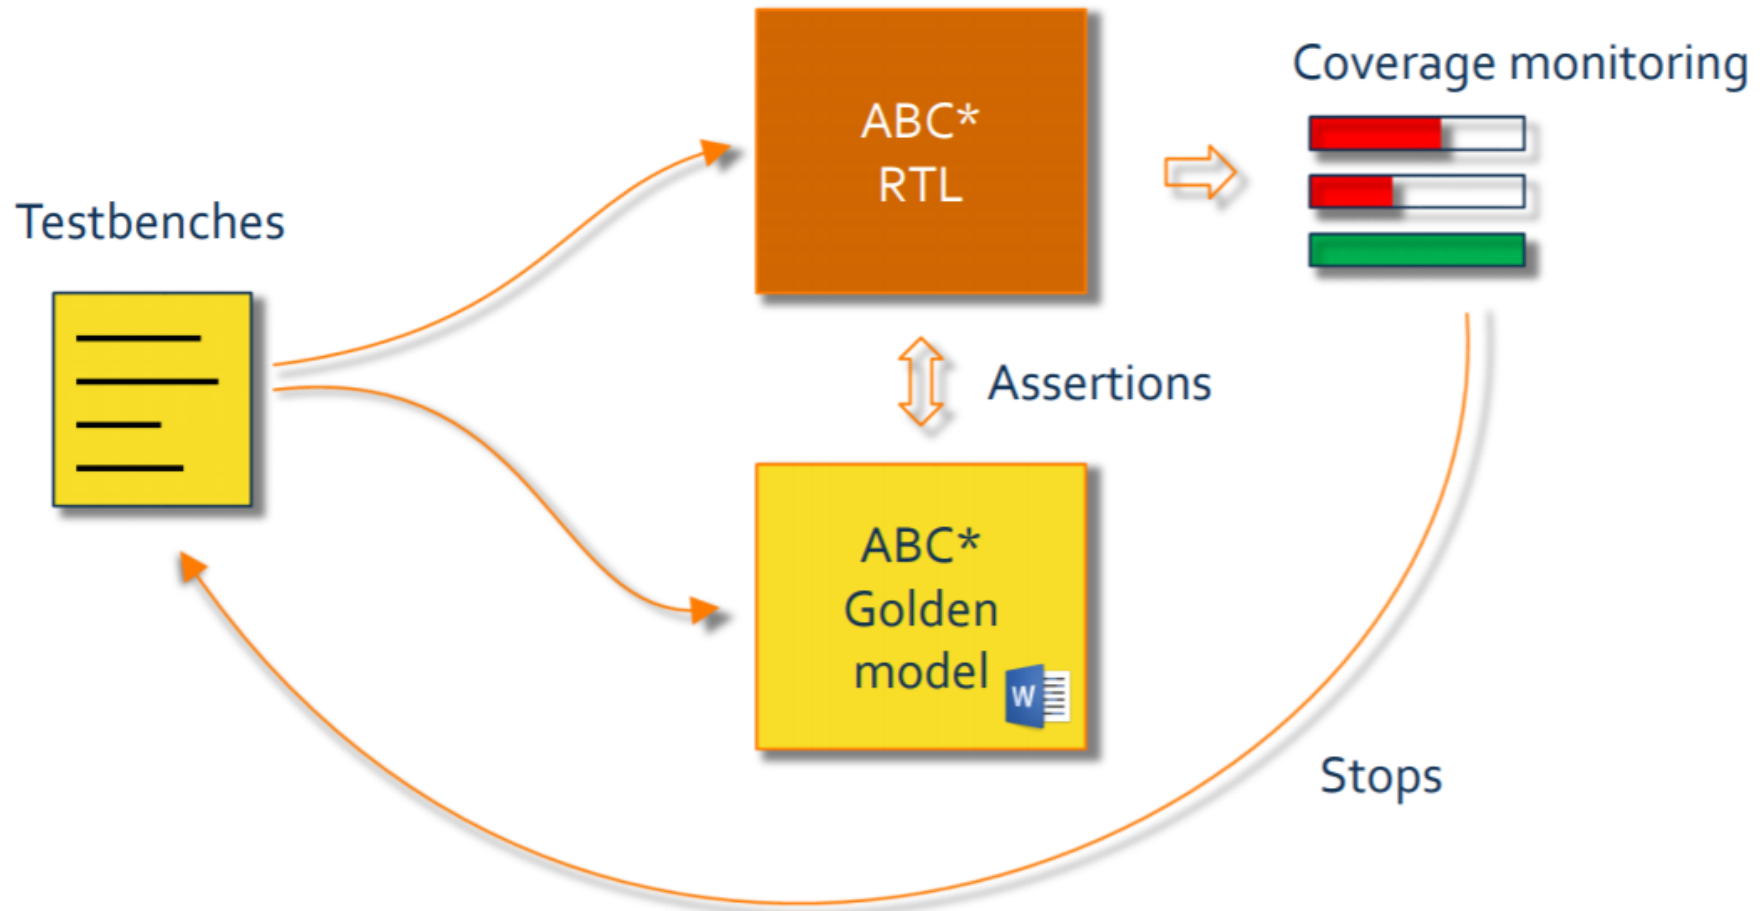 Testbenches
ABC*
RTL
Coverage monitoring
Assertions
ABC*
Golden
model
W
Stops